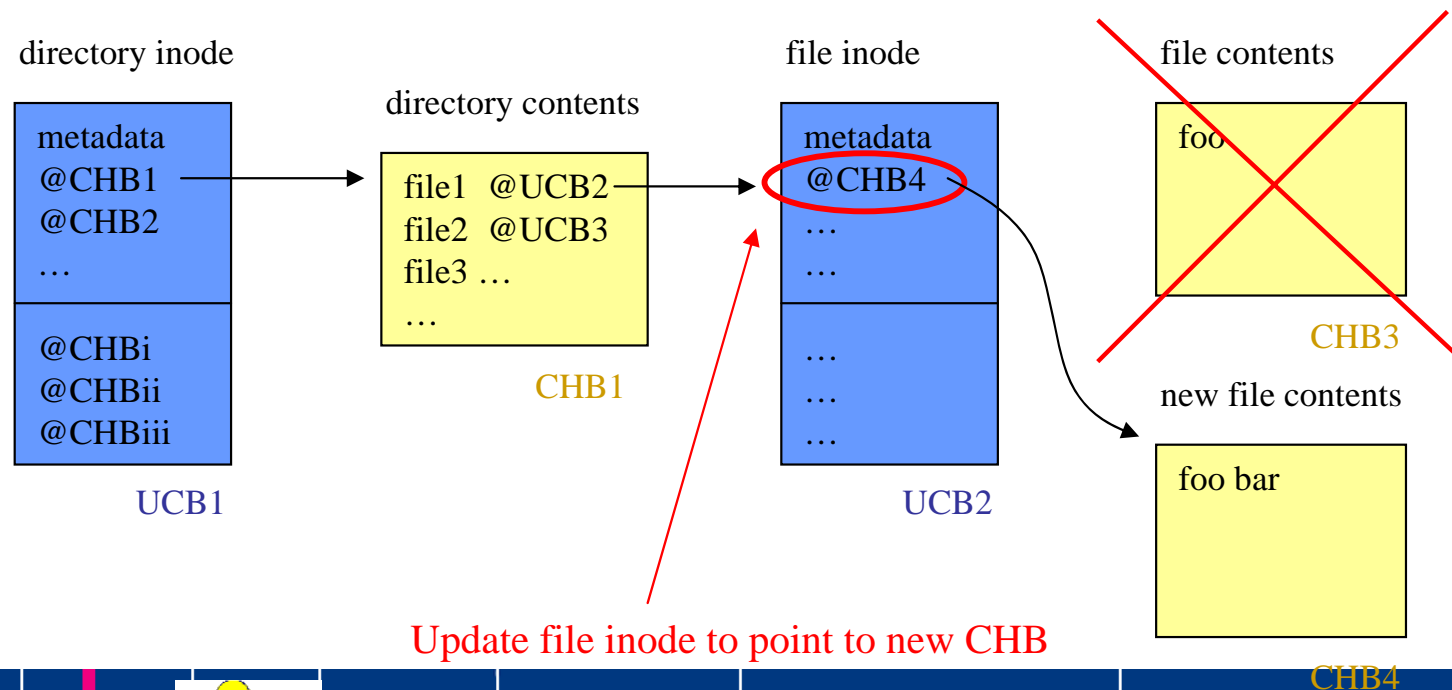 directory inode
metadata
@CHB1
@CHB2
…
@CHBi
@CHBii
@CHBiii
UCB1
directory contents
file1 @UCB2
file2 @UCB3
file3 …
…
CHB1
file inode
metadata
@CHB4
…
…
…
…
…
UCB2
file contents
foo
CHB3
new file contents
foo bar
CHB4
Update file inode to point to new CHB